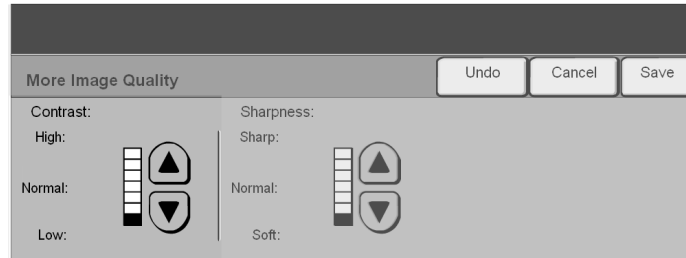 More Image Quality
Undo
Cancel
Save
Contrast:
High:
Normal:
Low:
Sharpness:
Sharp:
Normal:
Soft: